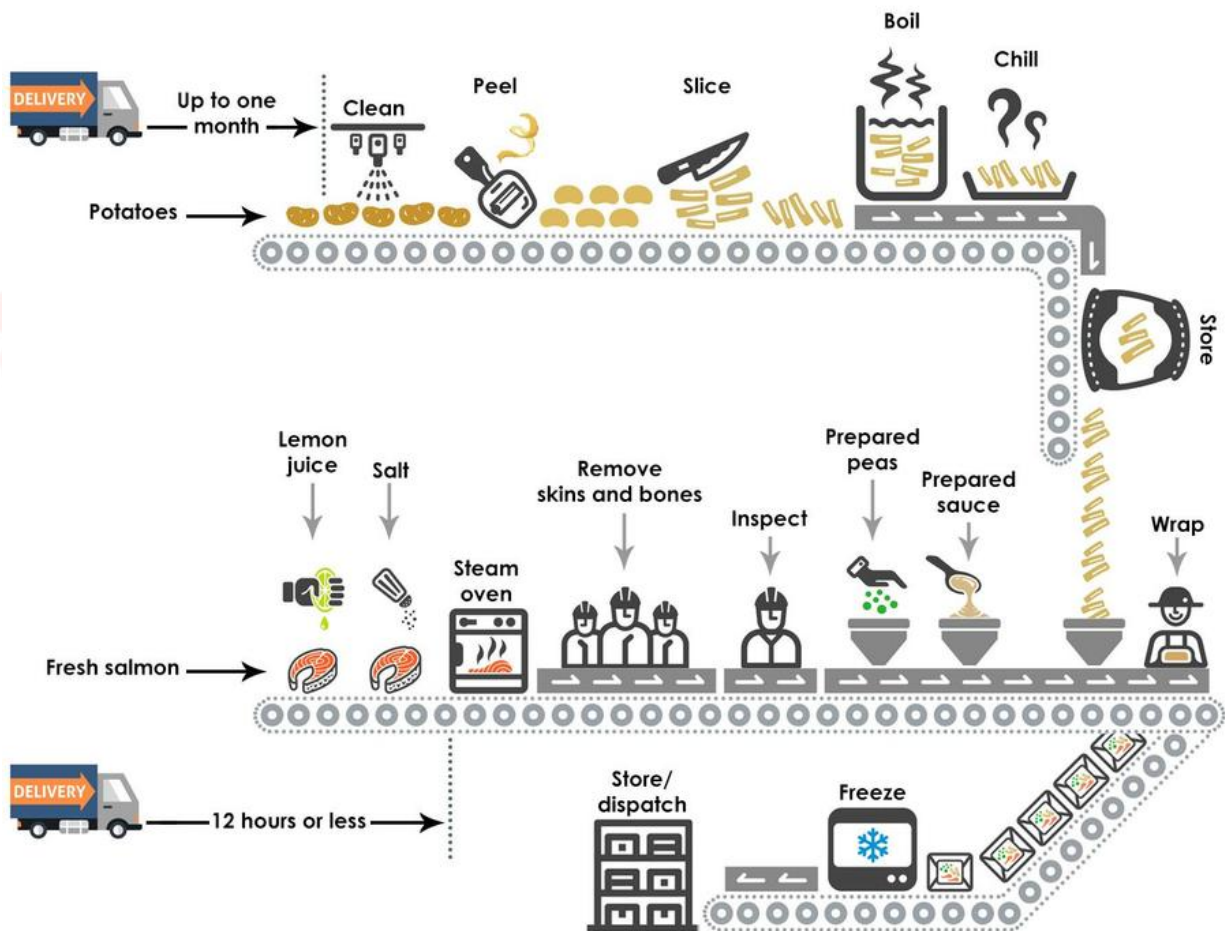 Boil
Chill
Slice
Peel
Clean
DELIVERY
Up to one
month
Potatoes
Store
Lemon
juice
Salt
Steam
oven
Remove
skins and bones
Inspect
Prepared
peas
Prepared
sauce
Wrap
Fresh salmon
DELIVERY
12 hours or less
Store/
dispatch
Freeze